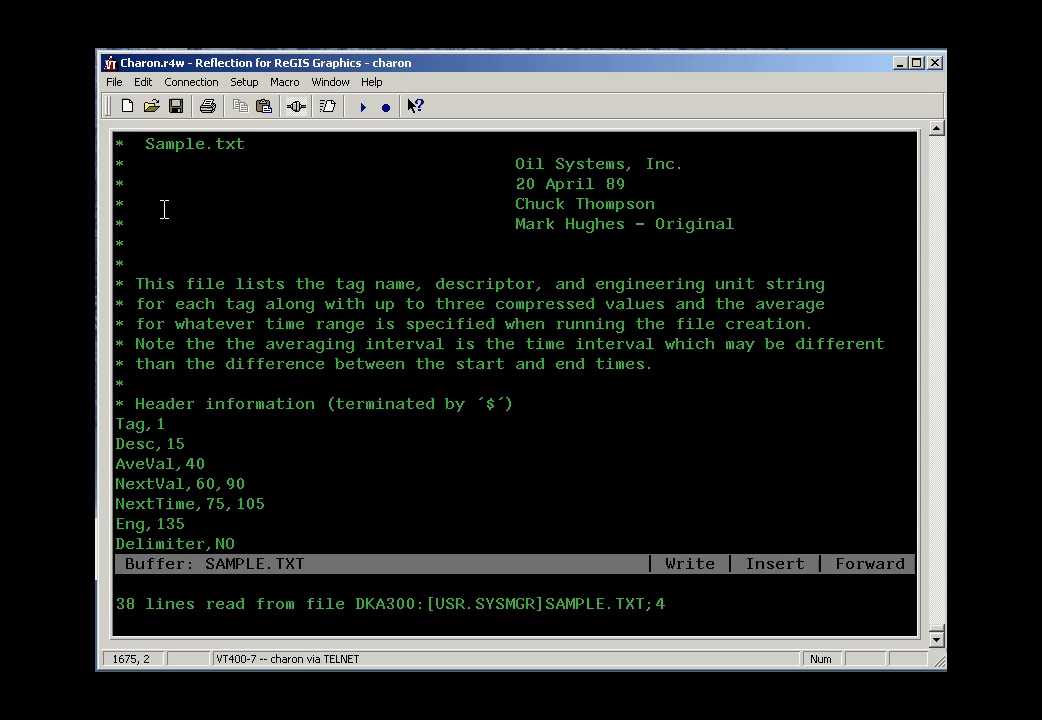 Charon.r4w - Reflection for ReGIS Graphics - charon
File Edit Connection Setup Macro Window Help
* Sample.txt
* Oil Systems, Inc.
* 20 April 89
* Chuck Thompson
* Mark Hughes - Original
*
*
* This file lists the tag name, descriptor, and engineering unit string
* for each tag along with up to three compressed values and the average
* for whatever time range is specified when running the file creation.
* Note the the averaging interval is the time interval which may be different
* than the difference between the start and end times.
*
* Header information (terminated by ´$´)
Tag,1
Desc,15
AveVal,40
NextVal,60,90
NextTime,75,105
Eng,135
Delimiter,NO
Buffer: SAMPLE.TXT | Write | Insert | Forward
38 lines read from file DKA300:[USR.SYSMGR]SAMPLE.TXT;4
1675, 2 VT400-7 -- charon via TELNET Num